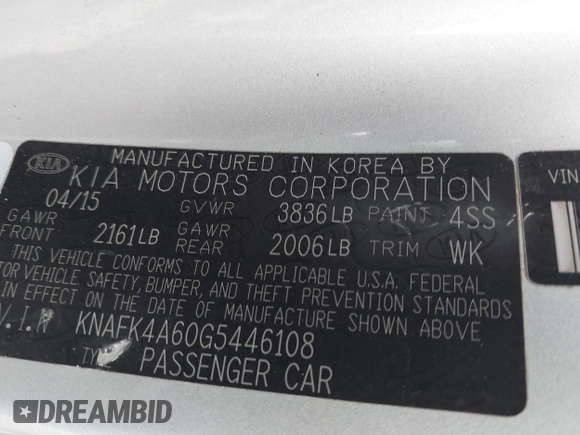 MANUFACTURED IN KOREA BY
KIA KIA MOTORS CORPORATION
04/15 GVWR 3836LB PAINT 4SS
GAWR FRONT 2161LB GAWR REAR 2006LB TRIM WK
THIS VEHICLE CONFORMS TO ALL APPLICABLE U.S.A. FEDERAL
MOTOR VEHICLE SAFETY, BUMPER, AND THEFT PREVENTION STANDARDS
IN EFFECT ON THE DATE OF MANUFACTURE SHOWN ABOVE.
V.I.N KNAFK4A60G5446108
TYPE PASSENGER CAR
VIN
DREAMBID